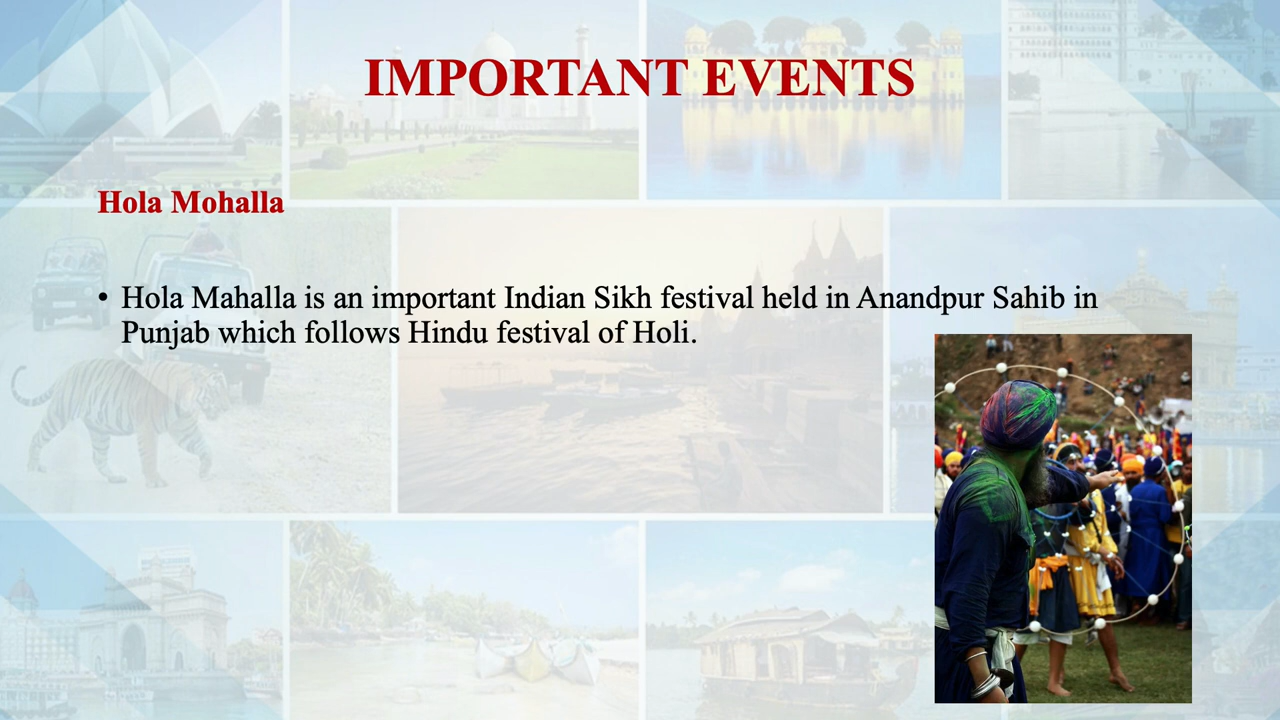 IMPORTANT EVENTS
Hola Mohalla
• Hola Mahalla is an important Indian Sikh festival held in Anandpur Sahib in
Punjab which follows Hindu festival of Holi.